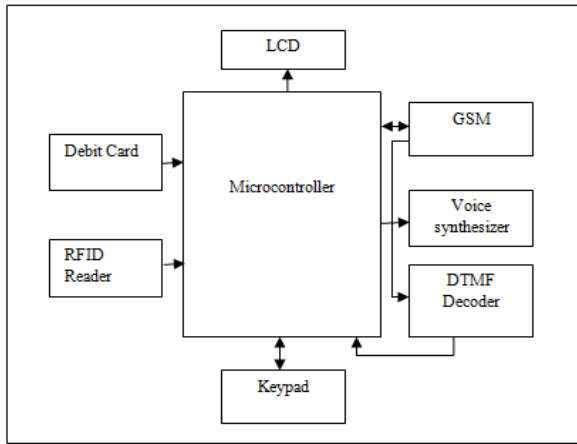 LCD
GSM
Debit Card
Microcontroller
Voice
synthesizer
RFID
Reader
DTMF
Decoder
Keypad